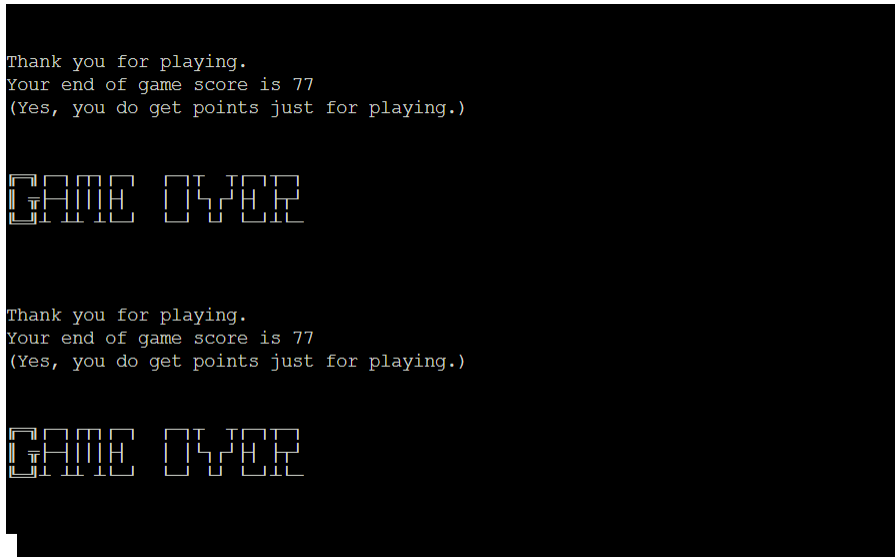 Thank you for playing.
Your end of game score is 77
(Yes, you do get points just for playing.)
GAME OVER
Thank you for playing.
Your end of game score is 77
(Yes, you do get points just for playing.)
GAME OVER